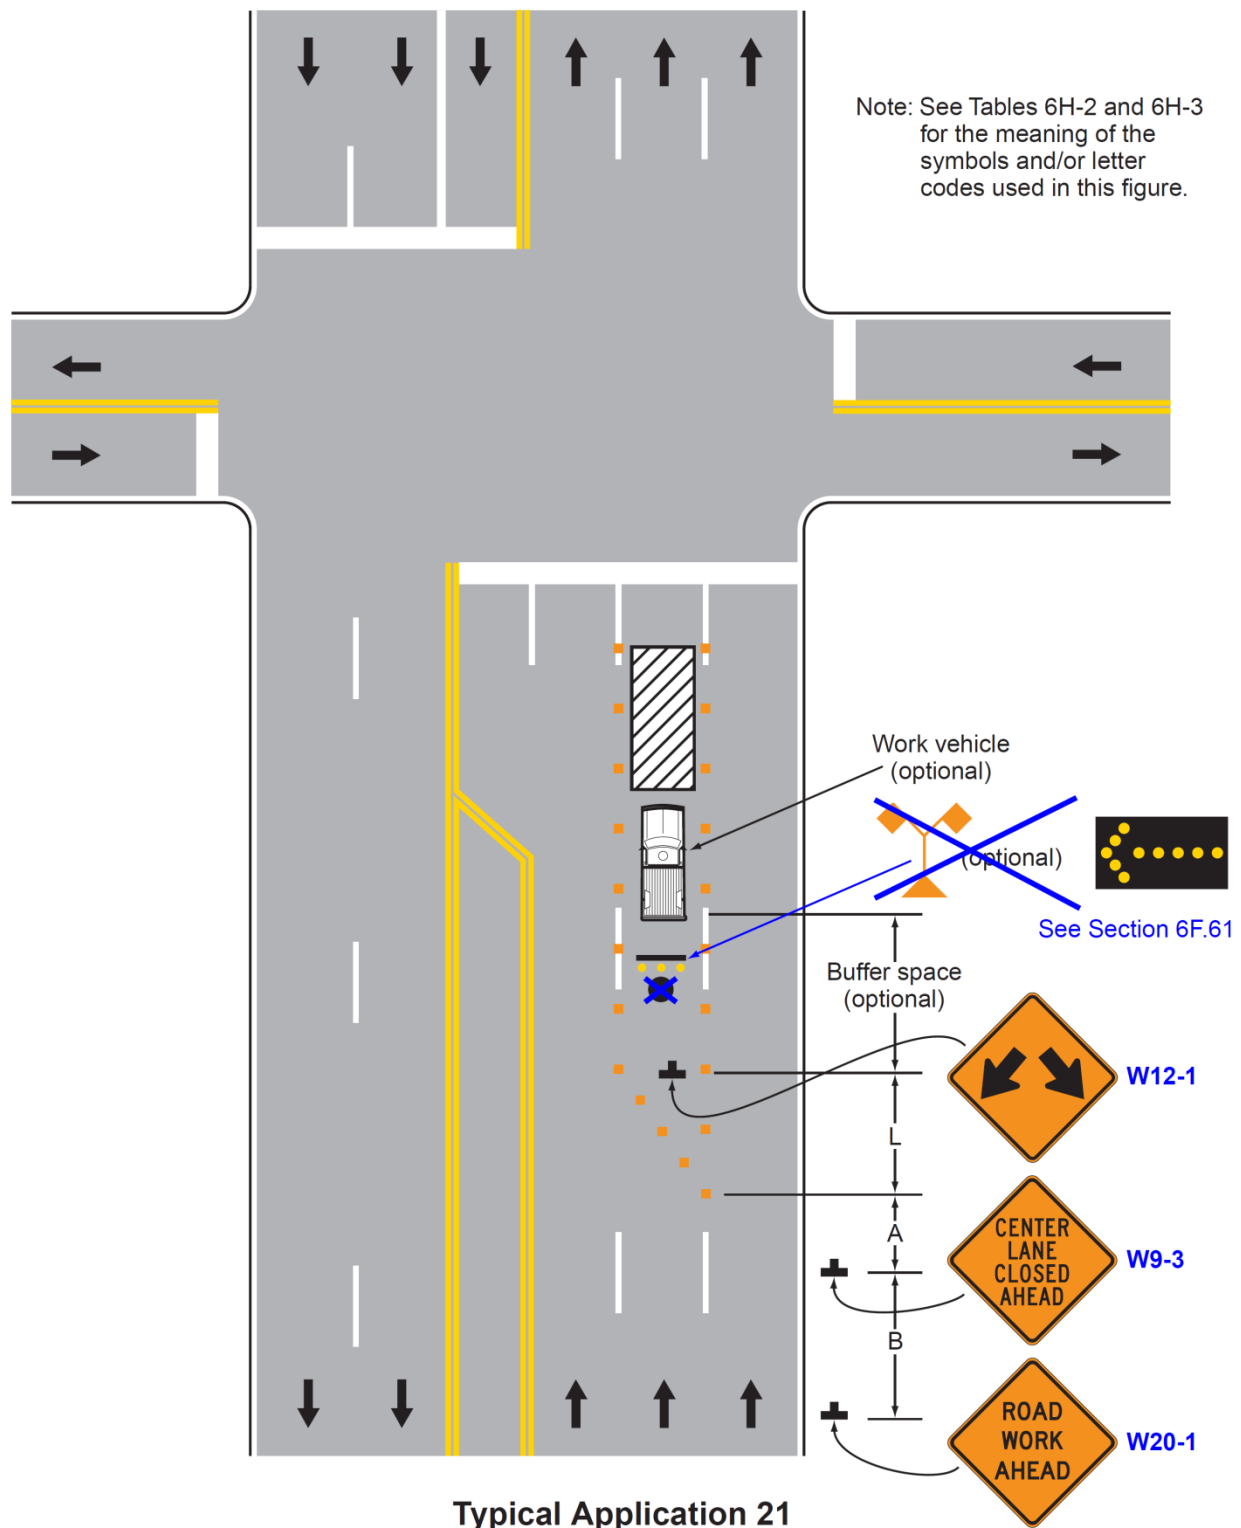 Note: See Tables 6H-2 and 6H-3
for the meaning of the
symbols and/or letter
codes used in this figure.
Work vehicle
(optional)
(optional)
See Section 6F.61
Buffer space
(optional)
W12-1
L
A
CENTER
LANE
CLOSED
AHEAD
W9-3
B
ROAD
WORK
AHEAD
W20-1
Typical Application 21